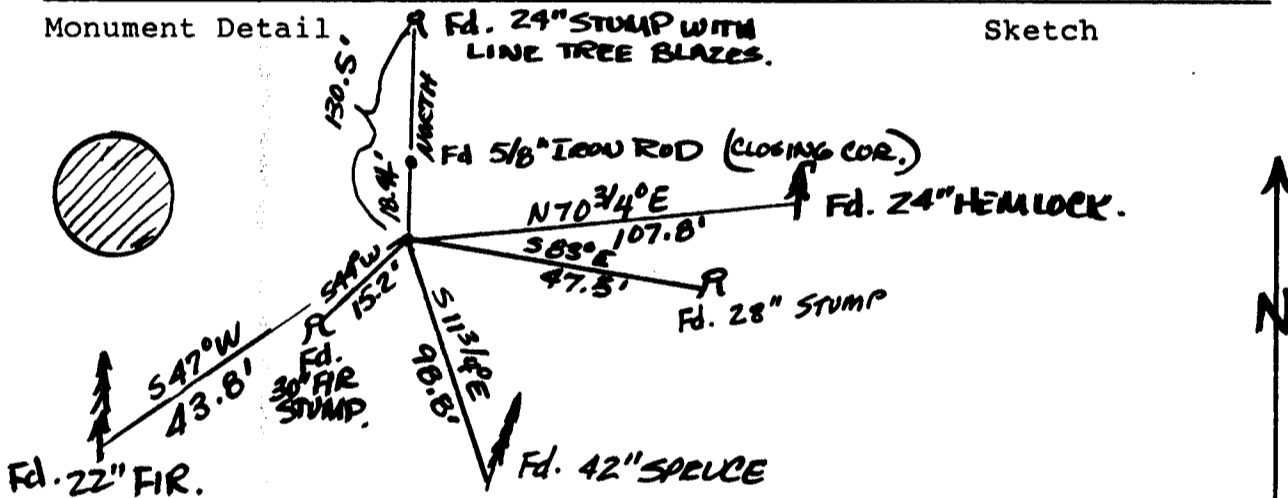 Monument Detail
Sketch
Fd. 24" STUMP WITH
LINE TREE BLAZES.
130.5'
NORTH
Fd 5/8" IRON ROD (CLOSING COR.)
18.4'
N70 3/4°E
107.8'
Fd. 24" HEMLOCK.
S83°E
47.5'
Fd. 28" STUMP
N
S44°W
15.2'
Fd.
30" FIR
STUMP.
S47°W
43.8'
Fd. 22" FIR.
S11 3/4°E
98.8'
Fd. 42" SPRUCE